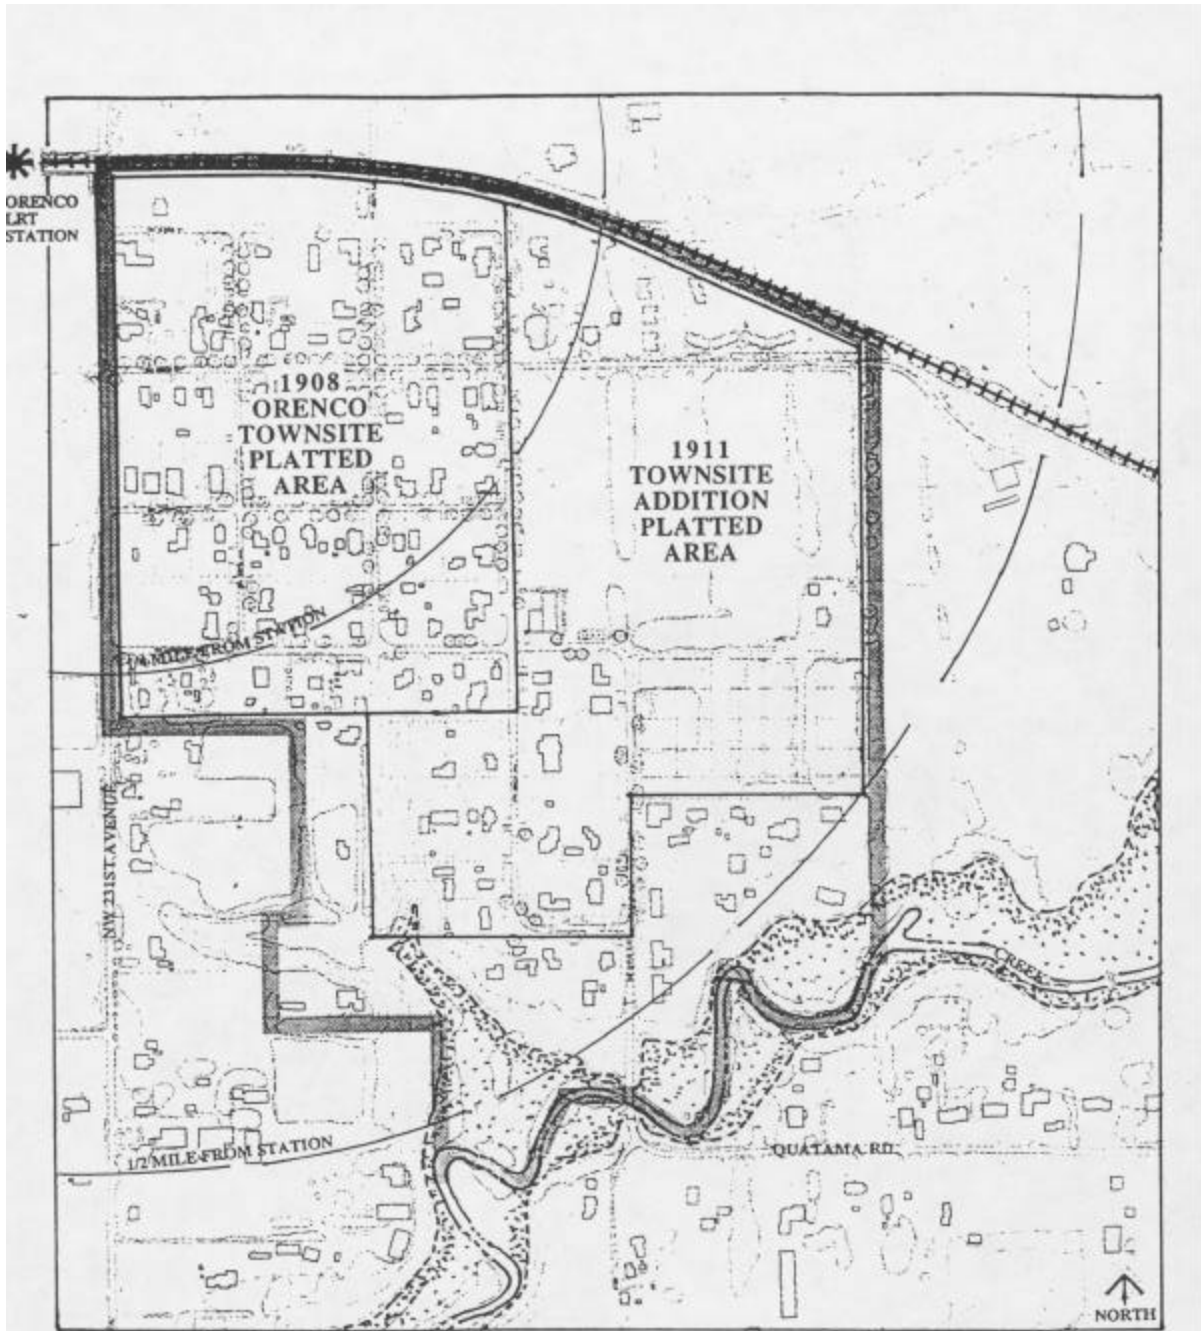 ORENCO
LRT
STATION
1908
ORENCO
TOWNSITE
PLATTED
AREA
1911
TOWNSITE
ADDITION
PLATTED
AREA
1/4 MILE FROM STATION
NW 231ST AVENUE
CREEK
1/2 MILE FROM STATION
QUATAMA RD.
NORTH